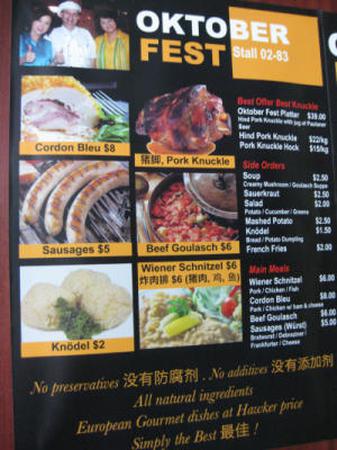 OKTOBER
FEST Stall 02-83
Cordon Bleu $8
猪脚, Pork Knuckle
Sausages $5
Beef Goulasch $6
Wiener Schnitzel $6
炸肉排 $6 (猪肉, 鸡, 鱼)
Knödel $2
Best Offer Best Knuckle
Oktober Fest Platter $39.00
Hind Pork Knuckle with jug of Paulaner
Beer
Hind Pork Knuckle $22/kg
Pork Knuckle Hock $15/kg
Side Orders
Soup $2.50
Creamy Mushroom / Goulasch Suppe
Sauerkraut $2.50
Salad $2.00
Potato / Cucumber / Greens
Mashed Potato $2.50
Knödel $1.50
Bread / Potato Dumpling
French Fries $2.00
Main Meals
Wiener Schnitzel $6.00
Pork / Chicken / Fish
Cordon Bleu $8.00
Pork / Chicken w/ ham & cheese
Beef Goulasch $6.00
Sausages (Würst) $5.00
Bratwurst / Debreziner /
Frankfurter / Cheese
No preservatives 没有防腐剂 . No additives 没有添加剂
All natural ingredients
European Gourmet dishes at Hawker price
Simply the Best 最佳 !